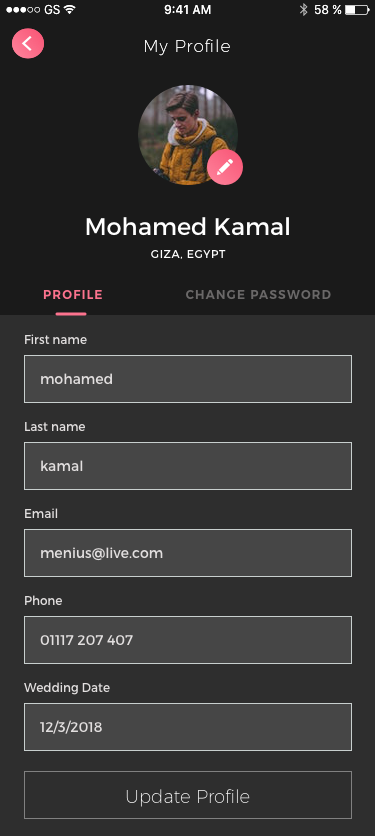 GS 9:41 AM 58 %
My Profile
Mohamed Kamal
GIZA, EGYPT
PROFILE CHANGE PASSWORD
First name
mohamed
Last name
kamal
Email
menius@live.com
Phone
01117 207 407
Wedding Date
12/3/2018
Update Profile